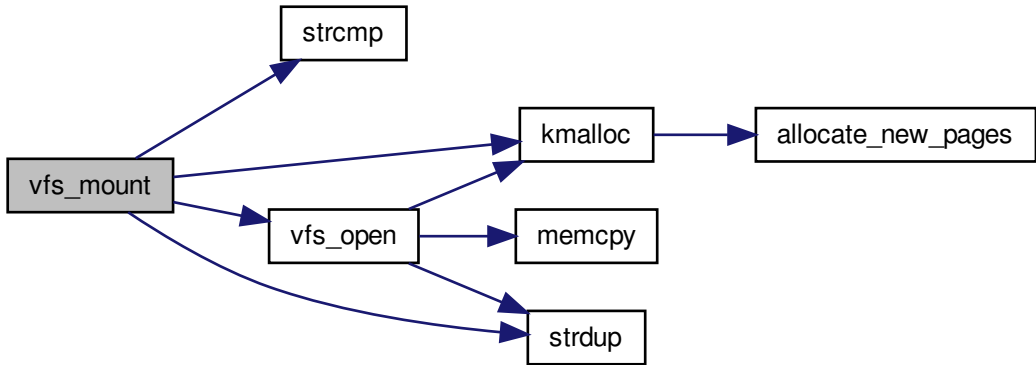 strcmp
kmalloc
allocate_new_pages
vfs_mount
vfs_open
memcpy
strdup